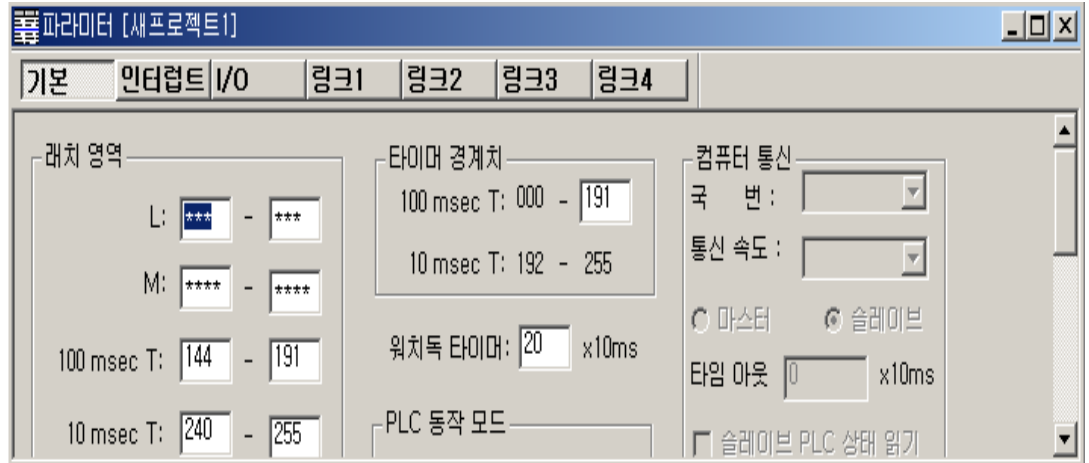 파라미터 [새프로젝트1]
기본 인터럽트 I/O 링크1 링크2 링크3 링크4
래치 영역
L: *** - ***
M: **** - ****
100 msec T: 144 - 191
10 msec T: 240 - 255
타이머 경계치
100 msec T: 000 - 191
10 msec T: 192 - 255
워치독 타이머: 20 x10ms
PLC 동작 모드
컴퓨터 통신
국 번 :
통신 속도 :
마스터 슬레이브
타임 아웃 0 x10ms
슬레이브 PLC 상태 읽기